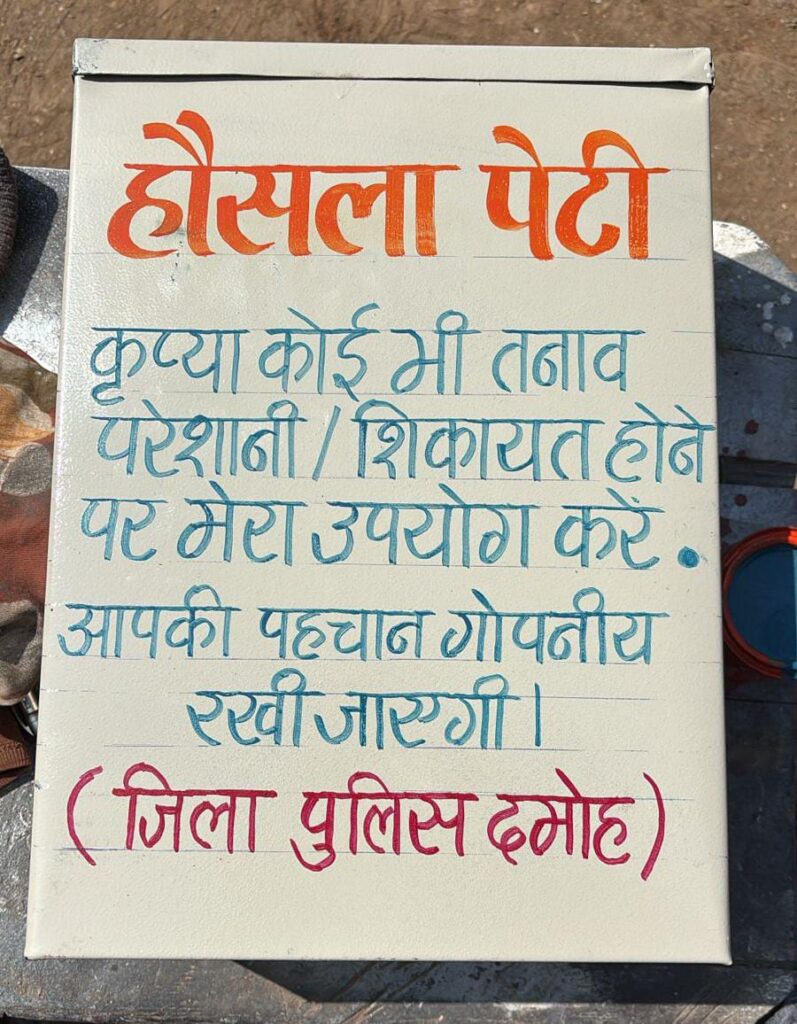 हौसला पेटी
कृप्या कोई भी तनाव
परेशानी / शिकायत होने
पर मेरा उपयोग करें.
आपकी पहचान गोपनीय
रखी जाएगी।
( जिला पुलिस दमोह )